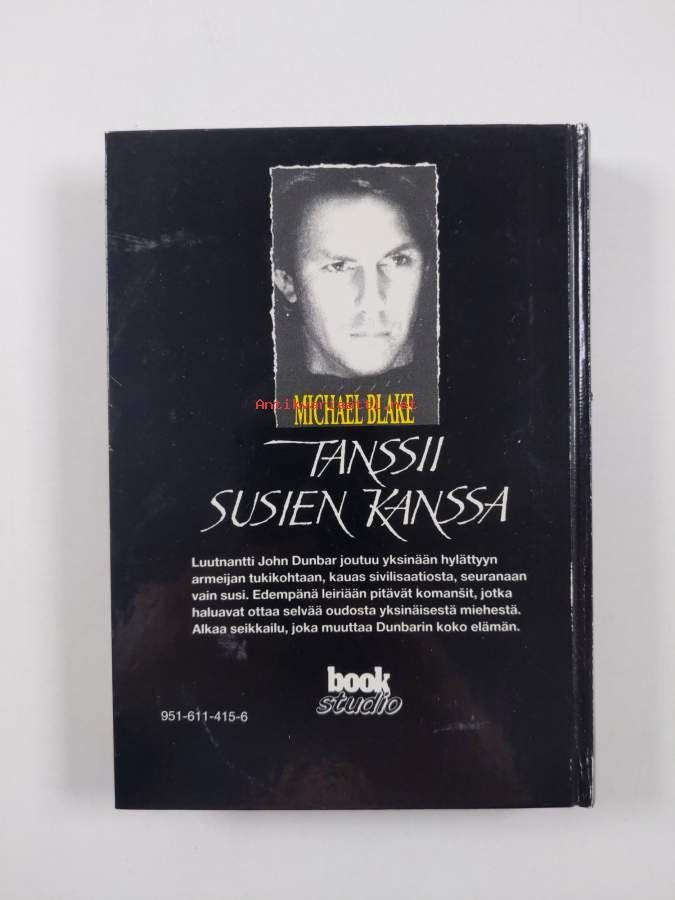 MICHAEL BLAKE
Antikvariaatti.net
TANSSII
SUSIEN KANSSA
Luutnantti John Dunbar joutuu yksinään hylättyyn
armeijan tukikohtaan, kauas sivilisaatiosta, seuranaan
vain susi. Edempänä leiriään pitävät komanšit, jotka
haluavat ottaa selvää oudosta yksinäisestä miehestä.
Alkaa seikkailu, joka muuttaa Dunbarin koko elämän.
book
studio
951-611-415-6